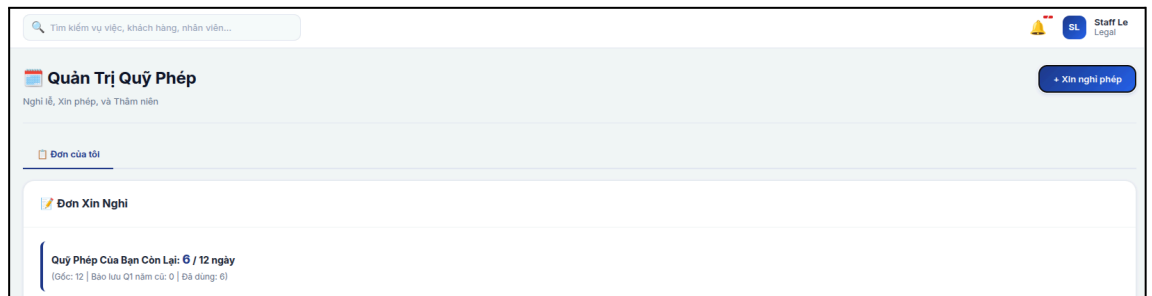 Tìm kiếm vụ việc, khách hàng, nhân viên...
SL
Staff Le
Legal
Quản Trị Quỹ Phép
+ Xin nghỉ phép
Nghỉ lễ, Xin phép, và Thâm niên
Đơn của tôi
Đơn Xin Nghỉ
Quỹ Phép Của Bạn Còn Lại: 6 / 12 ngày
(Gốc: 12 | Bảo lưu Q1 năm cũ: 0 | Đã dùng: 6)